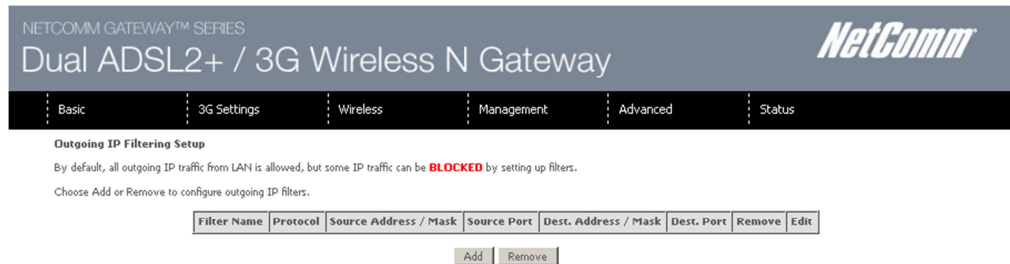 NETCOMM GATEWAY™ SERIES
Dual ADSL2+ / 3G Wireless N Gateway
NetComm
Basic 3G Settings Wireless Management Advanced Status
Outgoing IP Filtering Setup
By default, all outgoing IP traffic from LAN is allowed, but some IP traffic can be BLOCKED by setting up filters.
Choose Add or Remove to configure outgoing IP filters.
Filter Name Protocol Source Address / Mask Source Port Dest. Address / Mask Dest. Port Remove Edit
Add Remove